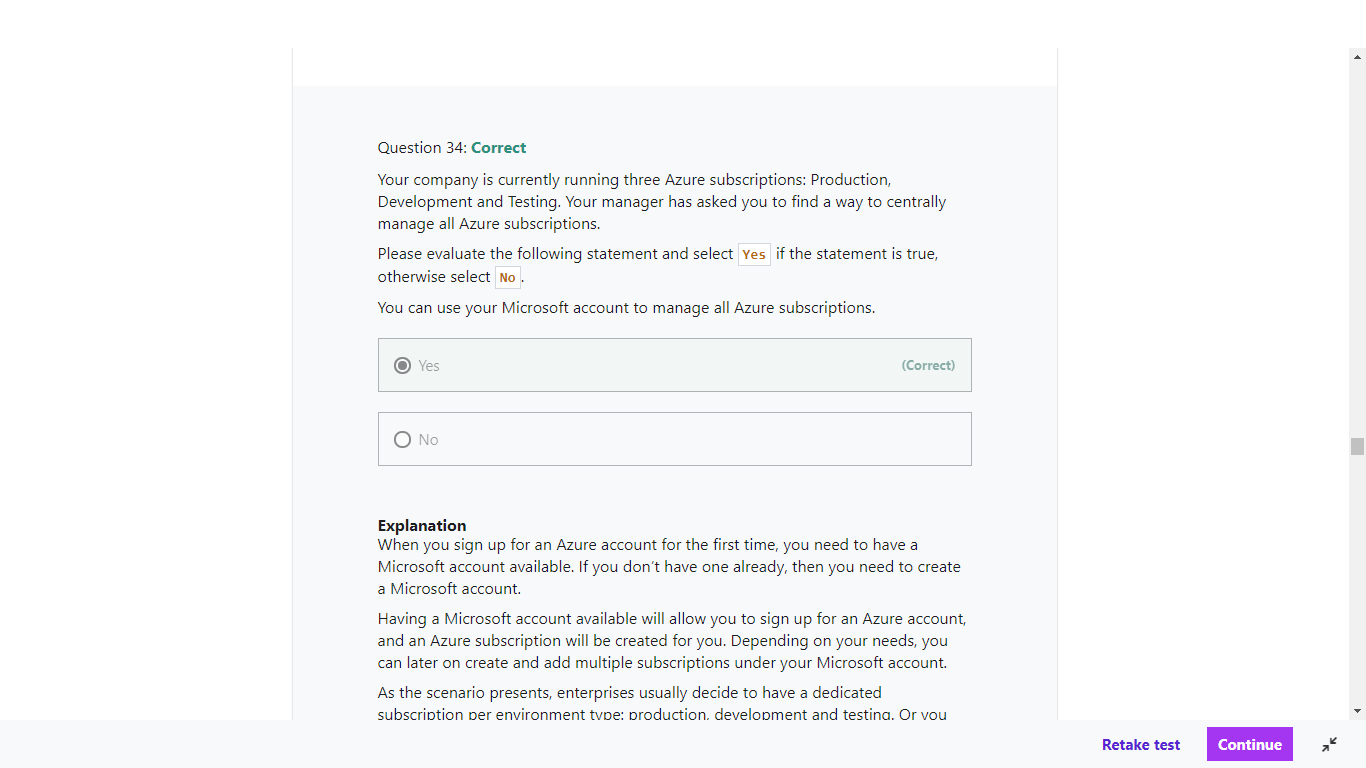 Question 34: Correct
Your company is currently running three Azure subscriptions: Production,
Development and Testing. Your manager has asked you to find a way to centrally
manage all Azure subscriptions.
Please evaluate the following statement and select Yes if the statement is true,
otherwise select No.
You can use your Microsoft account to manage all Azure subscriptions.
Yes (Correct)
No
Explanation
When you sign up for an Azure account for the first time, you need to have a
Microsoft account available. If you don’t have one already, then you need to create
a Microsoft account.
Having a Microsoft account available will allow you to sign up for an Azure account,
and an Azure subscription will be created for you. Depending on your needs, you
can later on create and add multiple subscriptions under your Microsoft account.
As the scenario presents, enterprises usually decide to have a dedicated
subscription per environment type: production, development and testing. Or you
Retake test Continue